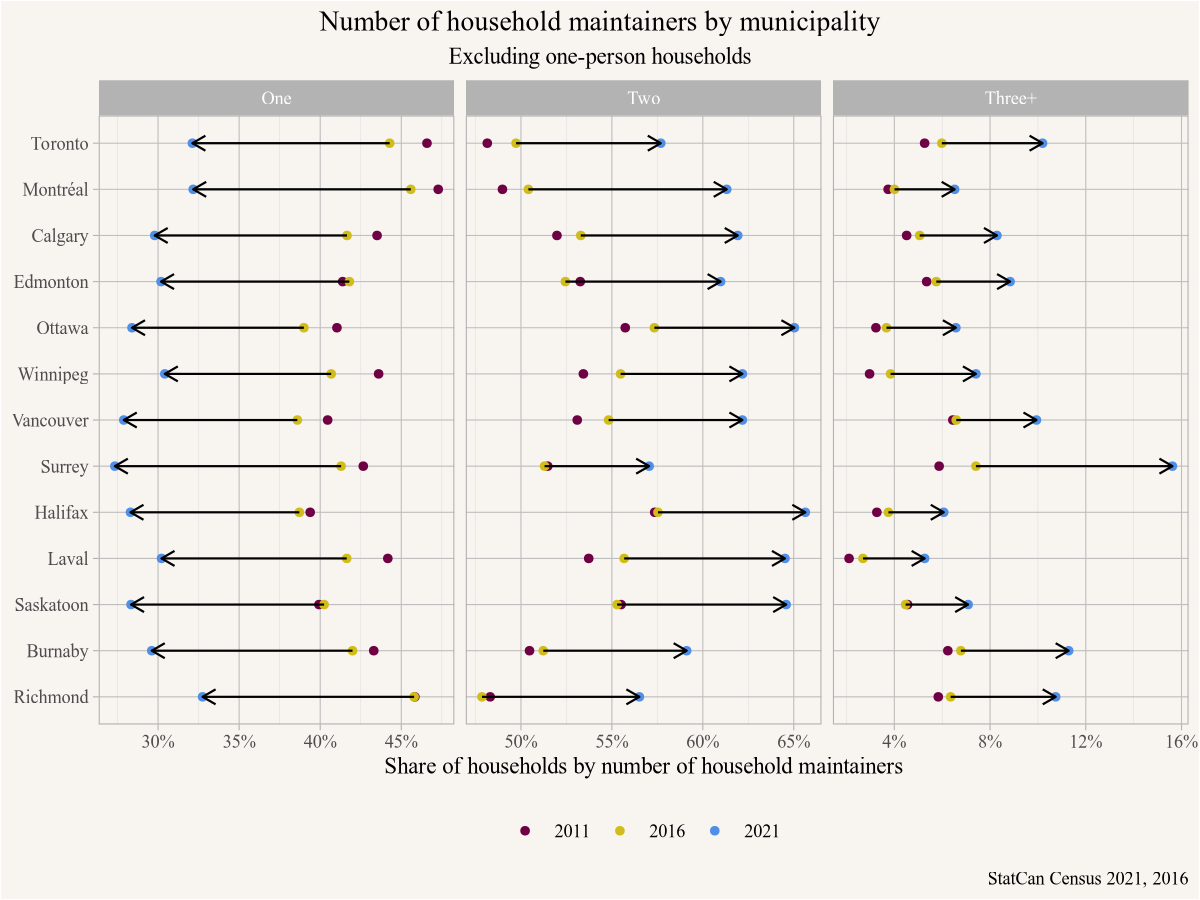 Number of household maintainers by municipality
Excluding one-person households
One Two Three+
Toronto
Montréal
Calgary
Edmonton
Ottawa
Winnipeg
Vancouver
Surrey
Halifax
Laval
Saskatoon
Burnaby
Richmond
30% 35% 40% 45% 50% 55% 60% 65% 4% 8% 12% 16%
Share of households by number of household maintainers
2011 2016 2021
StatCan Census 2021, 2016